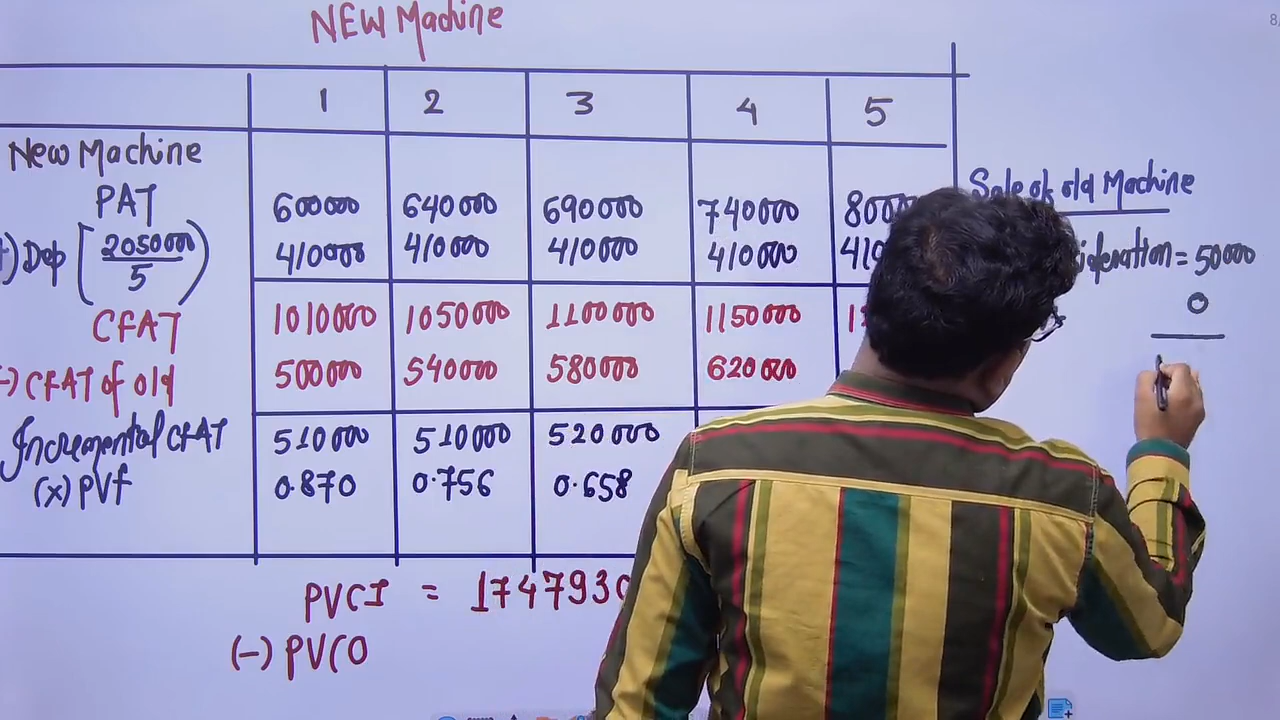 NEW Machine
1 2 3 4 5
New Machine
PAT 600000 640000 690000 740000
Dep [2050000/5] 410000 410000 410000 410000
CFAT 1010000 1050000 1100000 1150000
(-) CFAT of old 500000 540000 580000 620000
Incremental CFAT 510000 510000 520000
(x) PVf 0.870 0.756 0.658
PVCI = 174793
(-) PVCO
Sale of old Machine
= 50000
0